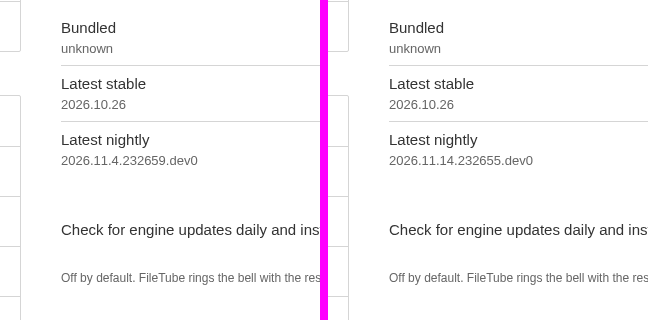 Bundled
unknown
Latest stable
2026.10.26
Latest nightly
2026.11.4.232659.dev0
Check for engine updates daily and ins
Off by default. FileTube rings the bell with the res
Bundled
unknown
Latest stable
2026.10.26
Latest nightly
2026.11.14.232655.dev0
Check for engine updates daily and ins
Off by default. FileTube rings the bell with the res